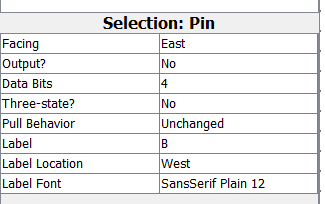 Selection: Pin
Facing East
Output? No
Data Bits 4
Three-state? No
Pull Behavior Unchanged
Label B
Label Location West
Label Font SansSerif Plain 12